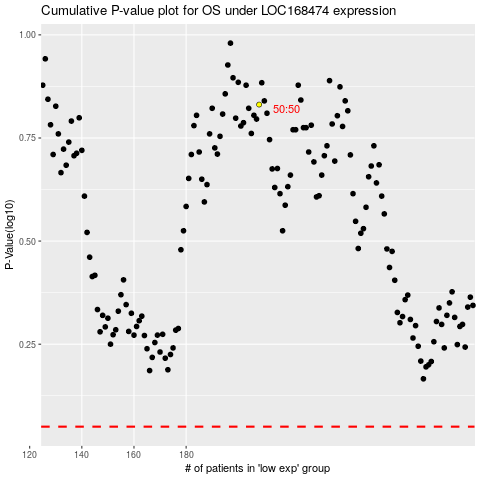 Cumulative P-value plot for OS under LOC168474 expression
P-Value(log10)
1.00
0.75
0.50
0.25
50:50
120 140 160 180
# of patients in 'low exp' group